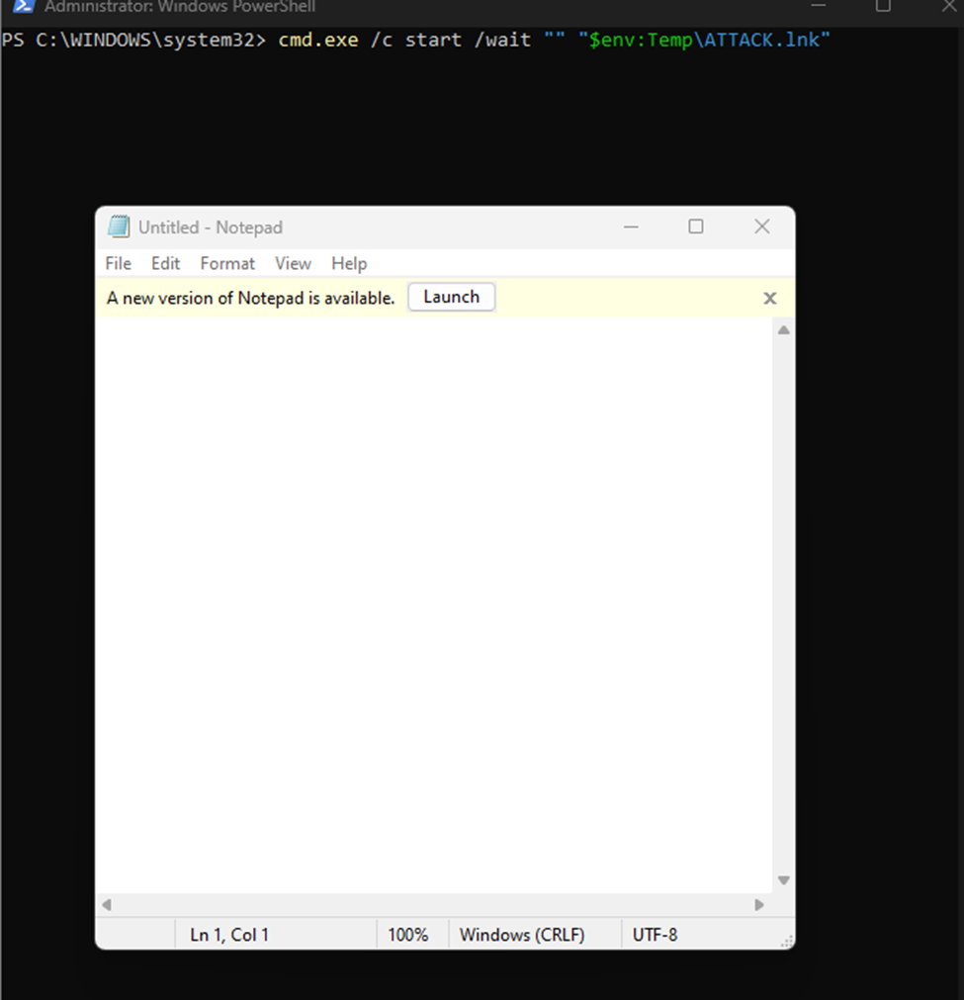 Administrator: Windows PowerShell
PS C:\WINDOWS\system32> cmd.exe /c start /wait "" "$env:Temp\ATTACK.lnk"
Untitled - Notepad
File Edit Format View Help
A new version of Notepad is available. Launch
Ln 1, Col 1 100% Windows (CRLF) UTF-8